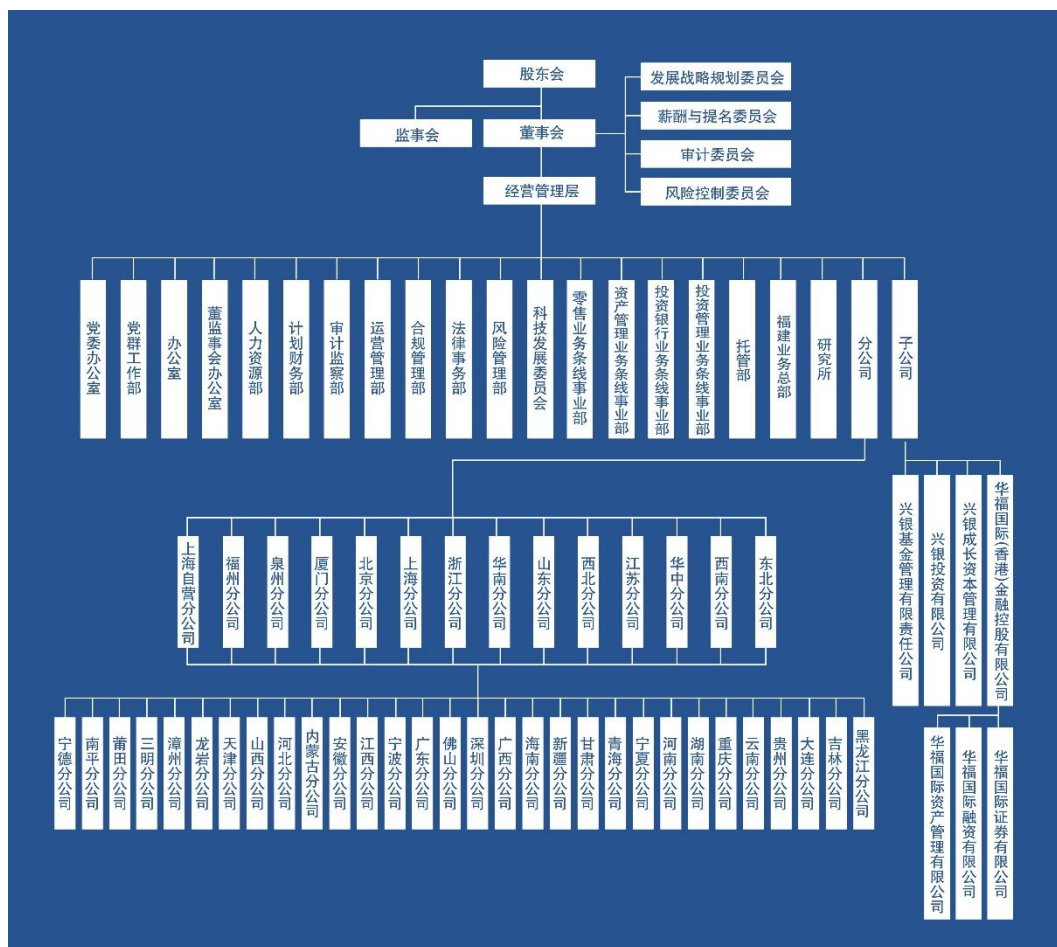 股东会
监事会
董事会
经营管理层
发展战略规划委员会
薪酬与提名委员会
审计委员会
风险控制委员会
党委办公室
党群工作部
办公室
董监事会办公室
人力资源部
计划财务部
审计监察部
运营管理部
合规管理部
法律事务部
风险管理部
科技发展委员会
零售业务条线事业部
资产管理业务条线事业部
投资银行业务条线事业部
投资管理业务条线事业部
托管部
福建业务总部
研究所
分公司
子公司
上海自营分公司
福州分公司
泉州分公司
厦门分公司
北京分公司
上海分公司
浙江分公司
华南分公司
山东分公司
西北分公司
江苏分公司
华中分公司
西南分公司
东北分公司
兴银基金管理有限责任公司
兴银投资有限公司
兴银成长资本管理有限公司
华福国际(香港)金融控股有限公司
宁德分公司
南平分公司
莆田分公司
三明分公司
漳州分公司
龙岩分公司
天津分公司
山西分公司
河北分公司
内蒙古分公司
安徽分公司
江西分公司
宁波分公司
广东分公司
佛山分公司
深圳分公司
广西分公司
海南分公司
新疆分公司
甘肃分公司
青海分公司
宁夏分公司
河南分公司
湖南分公司
重庆分公司
云南分公司
贵州分公司
大连分公司
吉林分公司
黑龙江分公司
华福国际资产管理有限公司
华福国际融资有限公司
华福国际证券有限公司